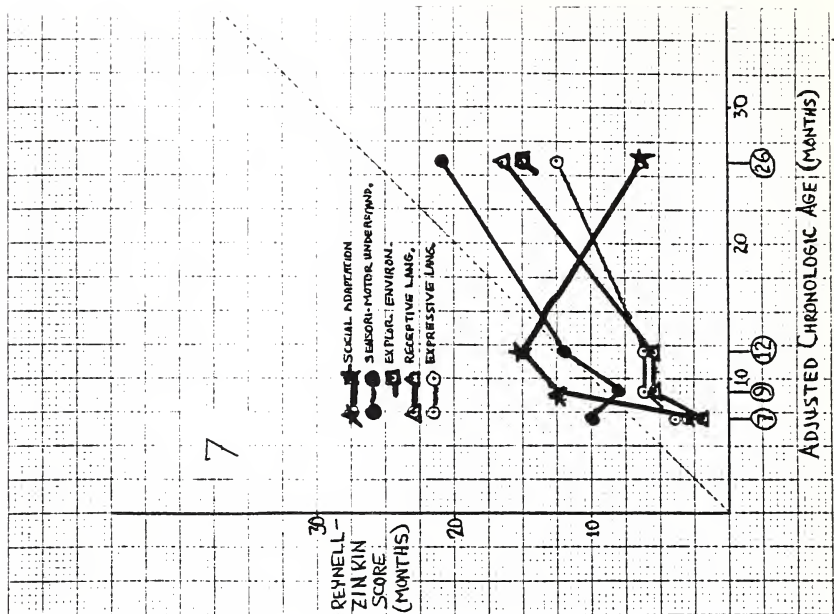 7
SOCIAL ADAPTATION
SENSORI-MOTOR UNDERSTAND.
EXPLOR. ENVIRON.
RECEPTIVE LANG.
EXPRESSIVE LANG.
REYNELL-
ZINKIN
SCORE
(MONTHS)
30
20
10
10
20
30
7
9
12
26
ADJUSTED CHRONOLOGIC AGE (MONTHS)